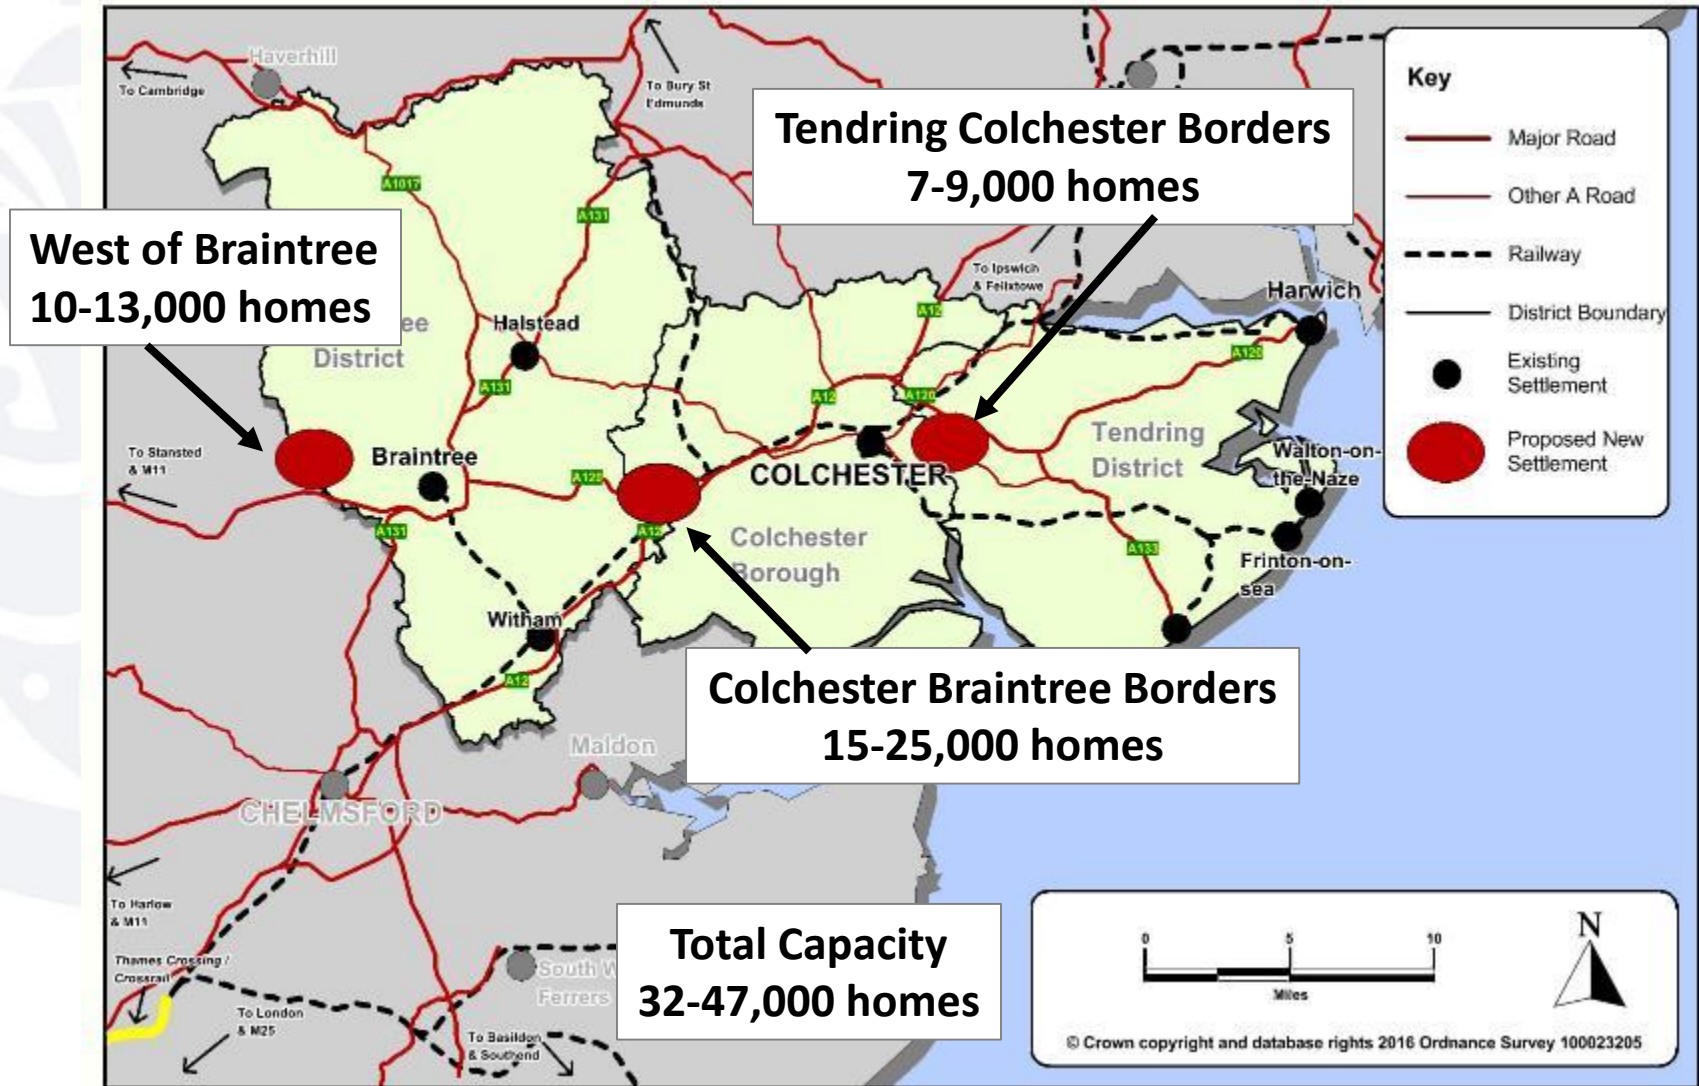 Haverhill
To Cambridge
To Bury St
Edmunds
Key
Major Road
Other A Road
Railway
District Boundary
Existing
Settlement
Proposed New
Settlement
Tendring Colchester Borders
7-9,000 homes
A1017
A131
West of Braintree
10-13,000 homes
To Ipswich
& Felixtowe
Harwich
A12
Halstead
District
A120
A131
A12
A120
To Stansted
& M11
Braintree
Tendring
District
Walton-on-
the-Naze
COLCHESTER
A120
A131
A12
Colchester
Borough
A133
Frinton-on-
sea
Witham
A12
Colchester Braintree Borders
15-25,000 homes
Maldon
CHELMSFORD
To Harlow
& M11
Thames Crossing /
Crossrail
To London
& M25
South W
Ferrers
To Basildon
& Southend
Total Capacity
32-47,000 homes
0 5 10
Miles
N
© Crown copyright and database rights 2016 Ordnance Survey 100023205